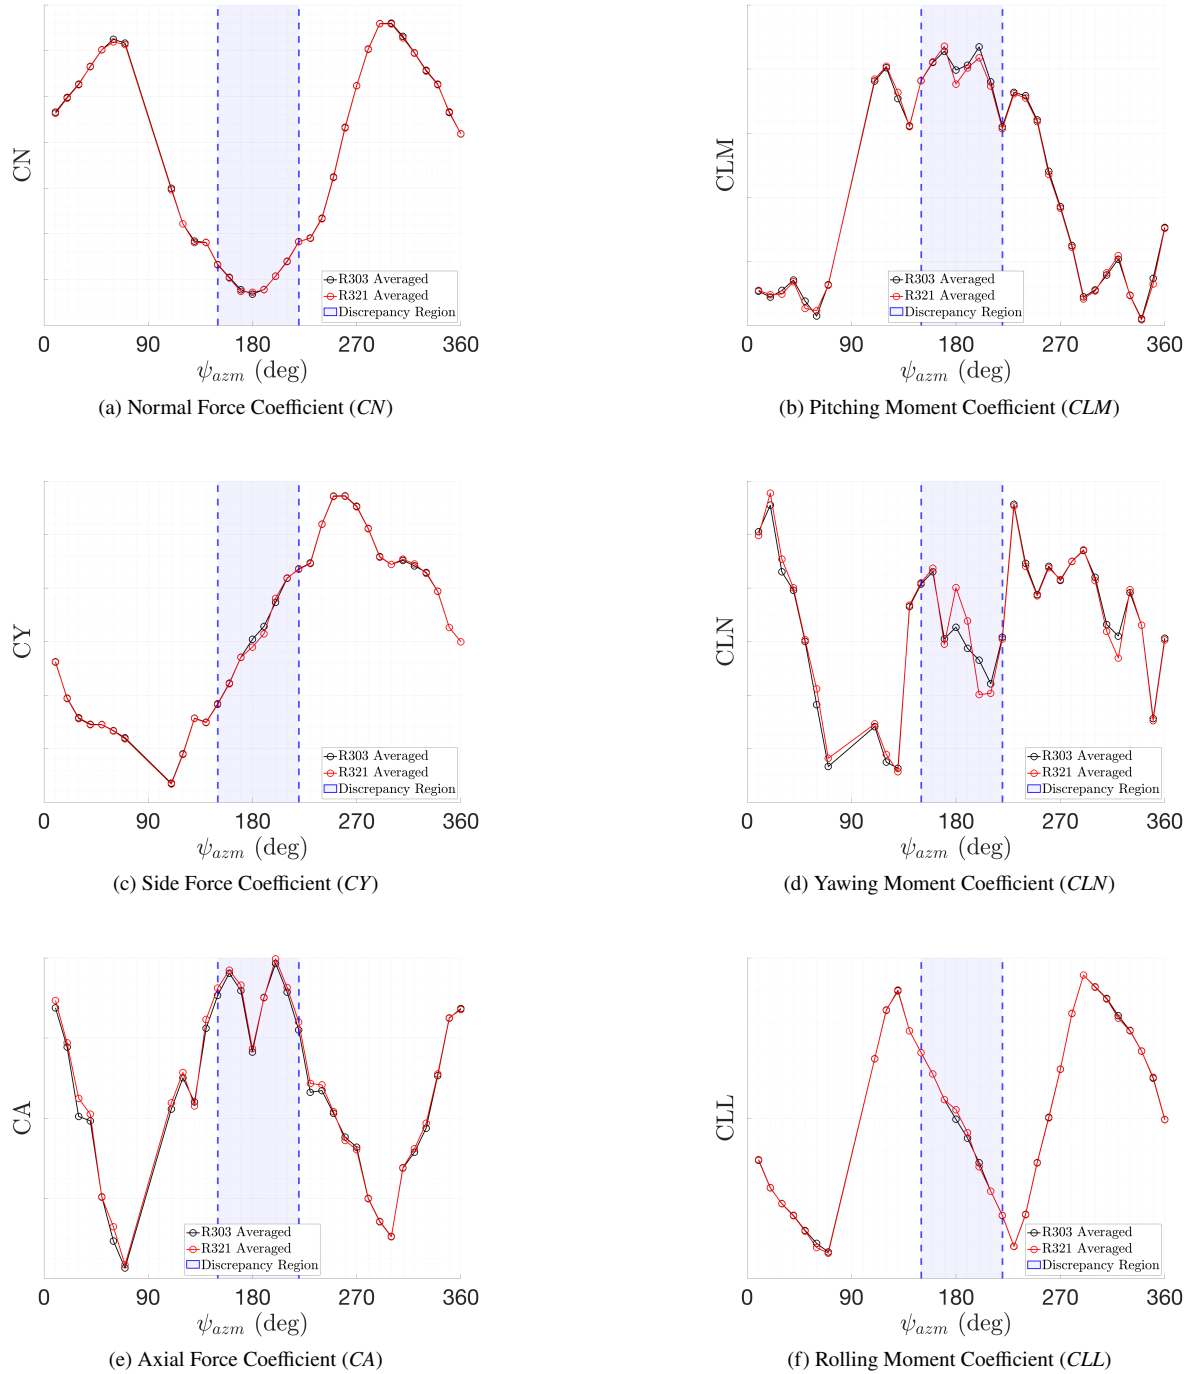 CN
R303 Averaged
R321 Averaged
Discrepancy Region
0 90 180 270 360
ψazm (deg)
(a) Normal Force Coefficient (CN)
CLM
R303 Averaged
R321 Averaged
Discrepancy Region
0 90 180 270 360
ψazm (deg)
(b) Pitching Moment Coefficient (CLM)
CY
R303 Averaged
R321 Averaged
Discrepancy Region
0 90 180 270 360
ψazm (deg)
(c) Side Force Coefficient (CY)
CLN
R303 Averaged
R321 Averaged
Discrepancy Region
0 90 180 270 360
ψazm (deg)
(d) Yawing Moment Coefficient (CLN)
CA
R303 Averaged
R321 Averaged
Discrepancy Region
0 90 180 270 360
ψazm (deg)
(e) Axial Force Coefficient (CA)
CLL
R303 Averaged
R321 Averaged
Discrepancy Region
0 90 180 270 360
ψazm (deg)
(f) Rolling Moment Coefficient (CLL)